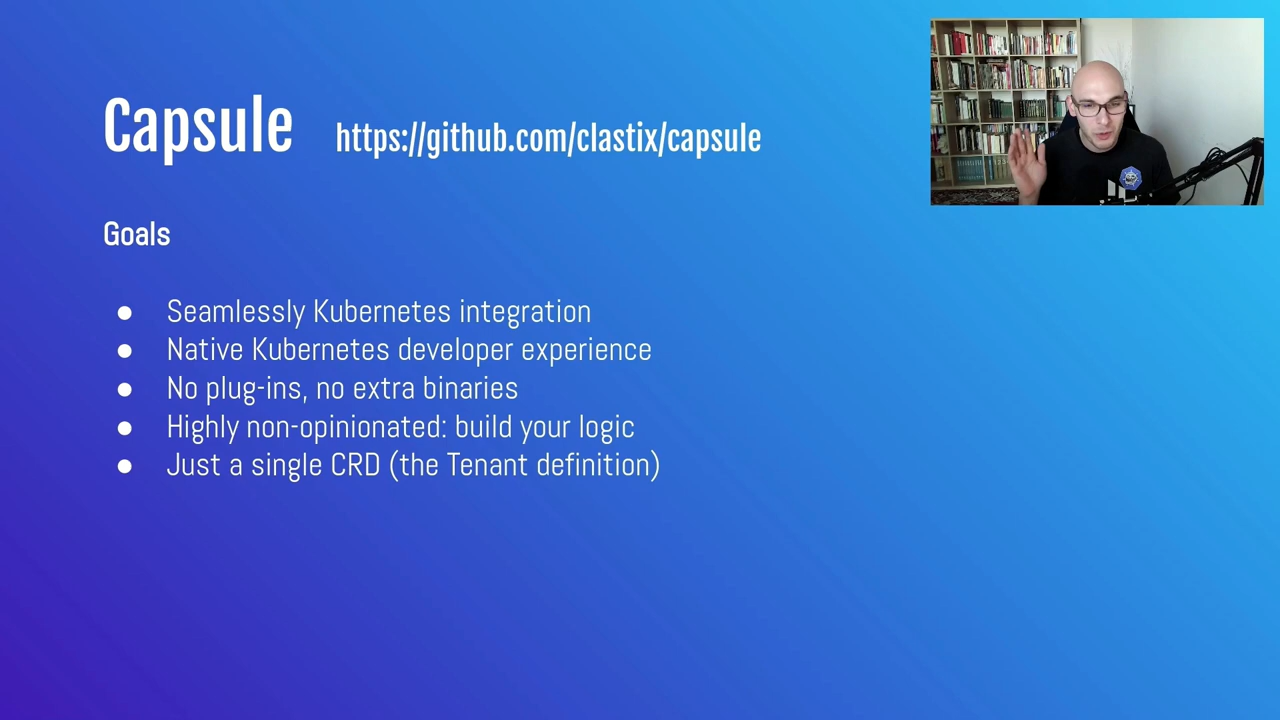 Capsule https://github.com/clastix/capsule
Goals
● Seamlessly Kubernetes integration
● Native Kubernetes developer experience
● No plug-ins, no extra binaries
● Highly non-opinionated: build your logic
● Just a single CRD (the Tenant definition)